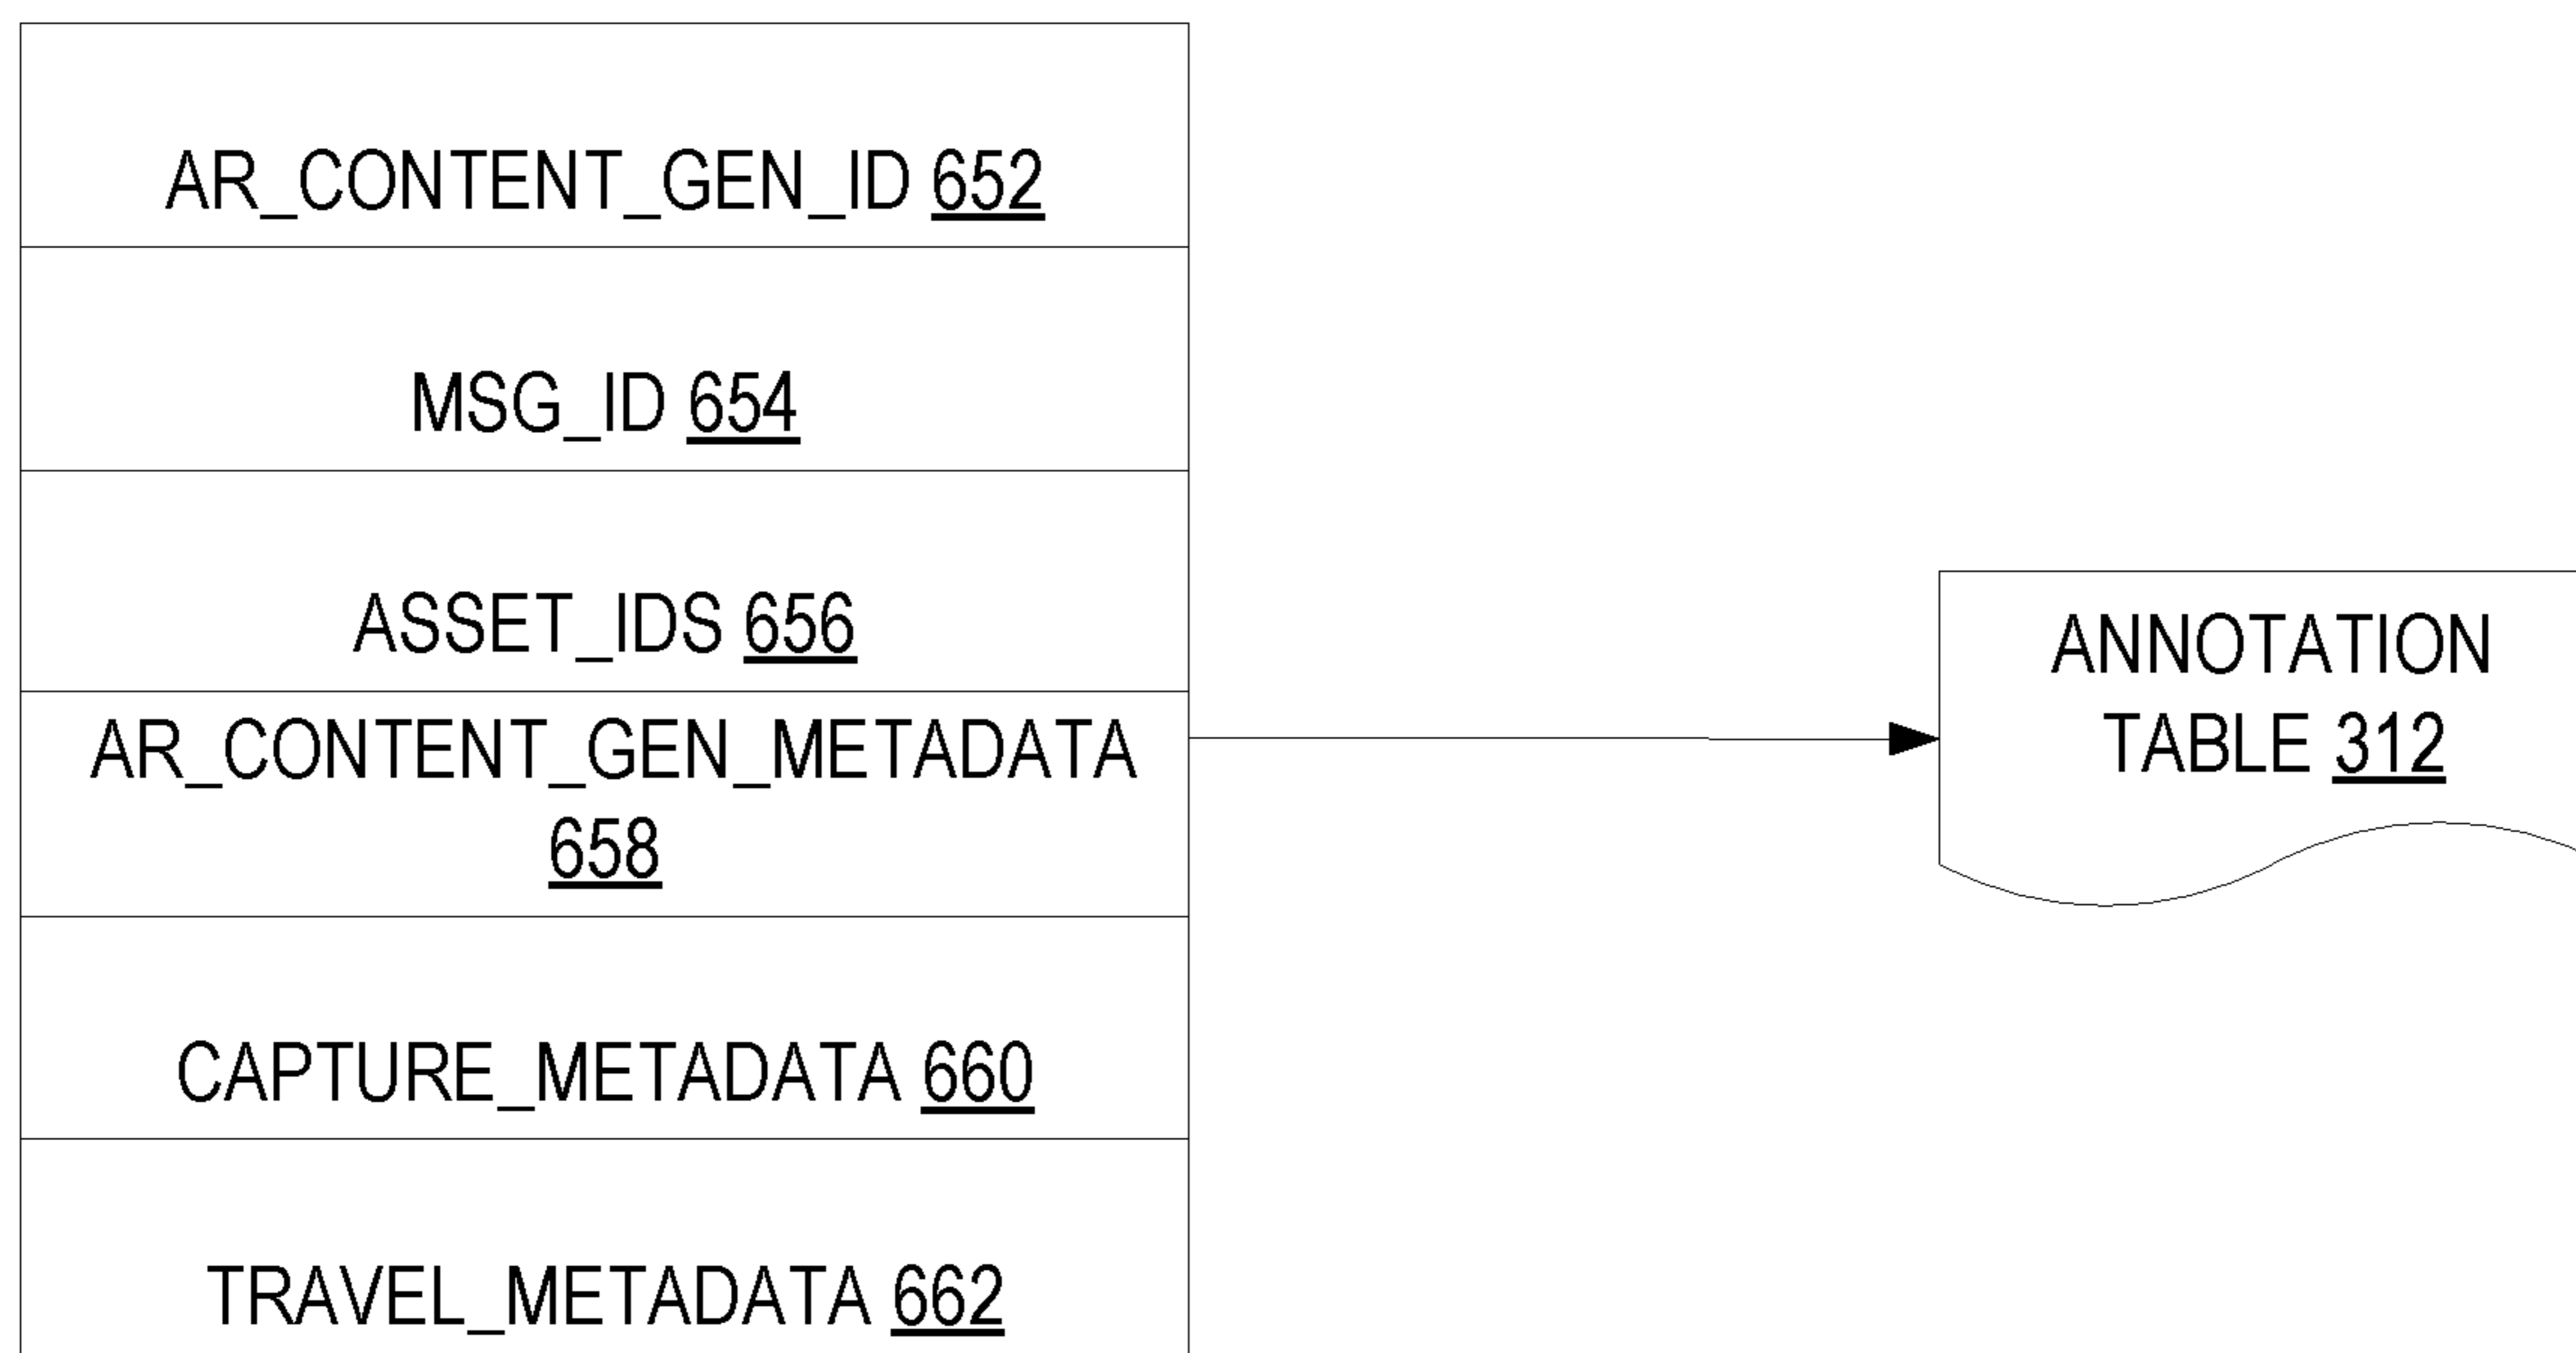 AR_CONTENT_GEN_ID 652
MSG_ID 654
ASSET_IDS 656
AR_CONTENT_GEN_METADATA
658
CAPTURE_METADATA 660
TRAVEL_METADATA 662
ANNOTATION
TABLE 312